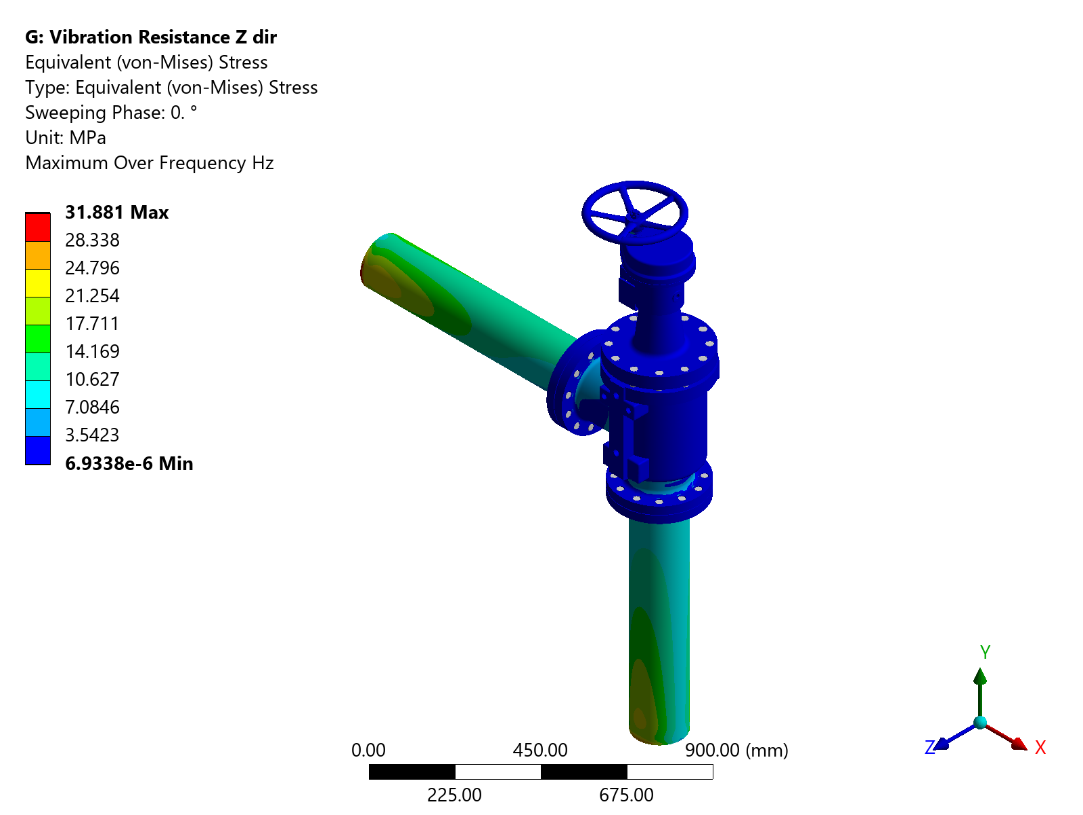 G: Vibration Resistance Z dir
Equivalent (von-Mises) Stress
Type: Equivalent (von-Mises) Stress
Sweeping Phase: 0. °
Unit: MPa
Maximum Over Frequency Hz
31.881 Max
28.338
24.796
21.254
17.711
14.169
10.627
7.0846
3.5423
6.9338e-6 Min
Y
Z
X
0.00 450.00 900.00 (mm)
225.00 675.00